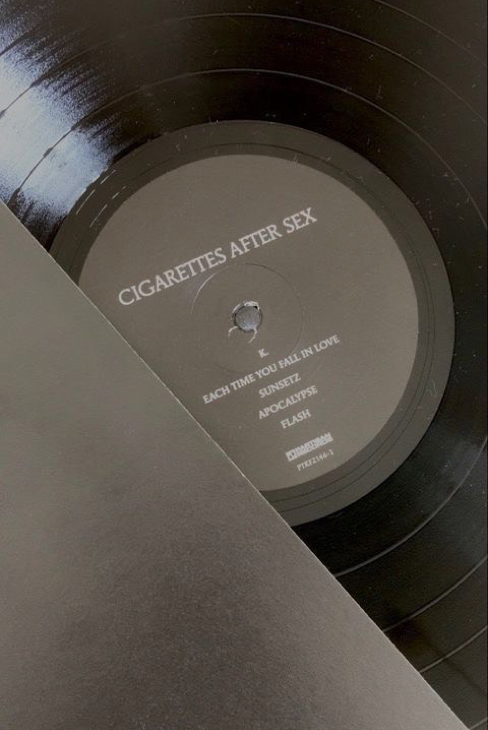 CIGARETTES AFTER SEX
K.
EACH TIME YOU FALL IN LOVE
SUNSETZ
APOCALYPSE
FLASH